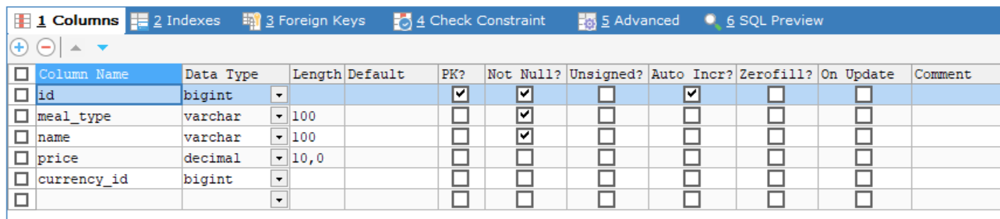 1 Columns 2 Indexes 3 Foreign Keys 4 Check Constraint 5 Advanced 6 SQL Preview
Column Name Data Type Length Default PK? Not Null? Unsigned? Auto Incr? Zerofill? On Update Comment
id bigint
meal_type varchar 100
name varchar 100
price decimal 10,0
currency_id bigint